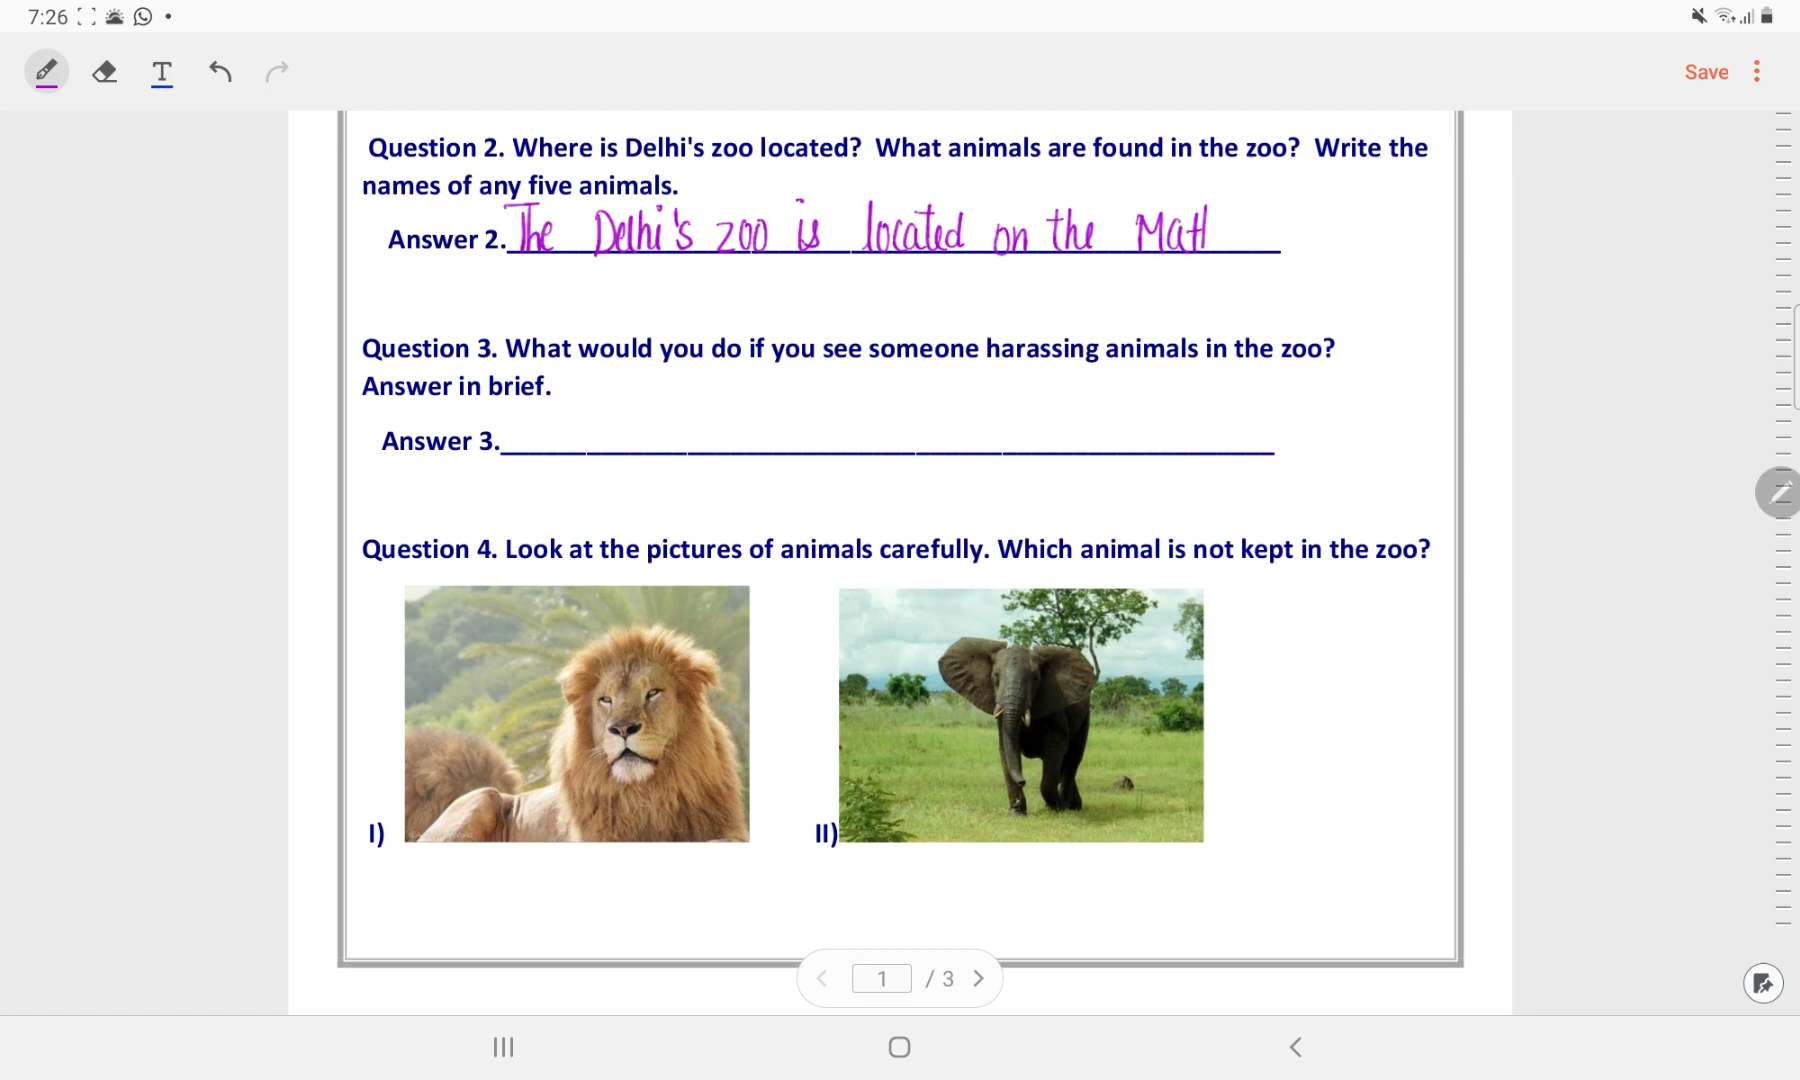 7:26
T
Save
Question 2. Where is Delhi's zoo located?  What animals are found in the zoo?  Write the
names of any five animals.
Answer 2. The Delhi's zoo is located on the Mat
Question 3. What would you do if you see someone harassing animals in the zoo?
Answer in brief.
Answer 3.
Question 4. Look at the pictures of animals carefully. Which animal is not kept in the zoo?
I)
II)
1 / 3